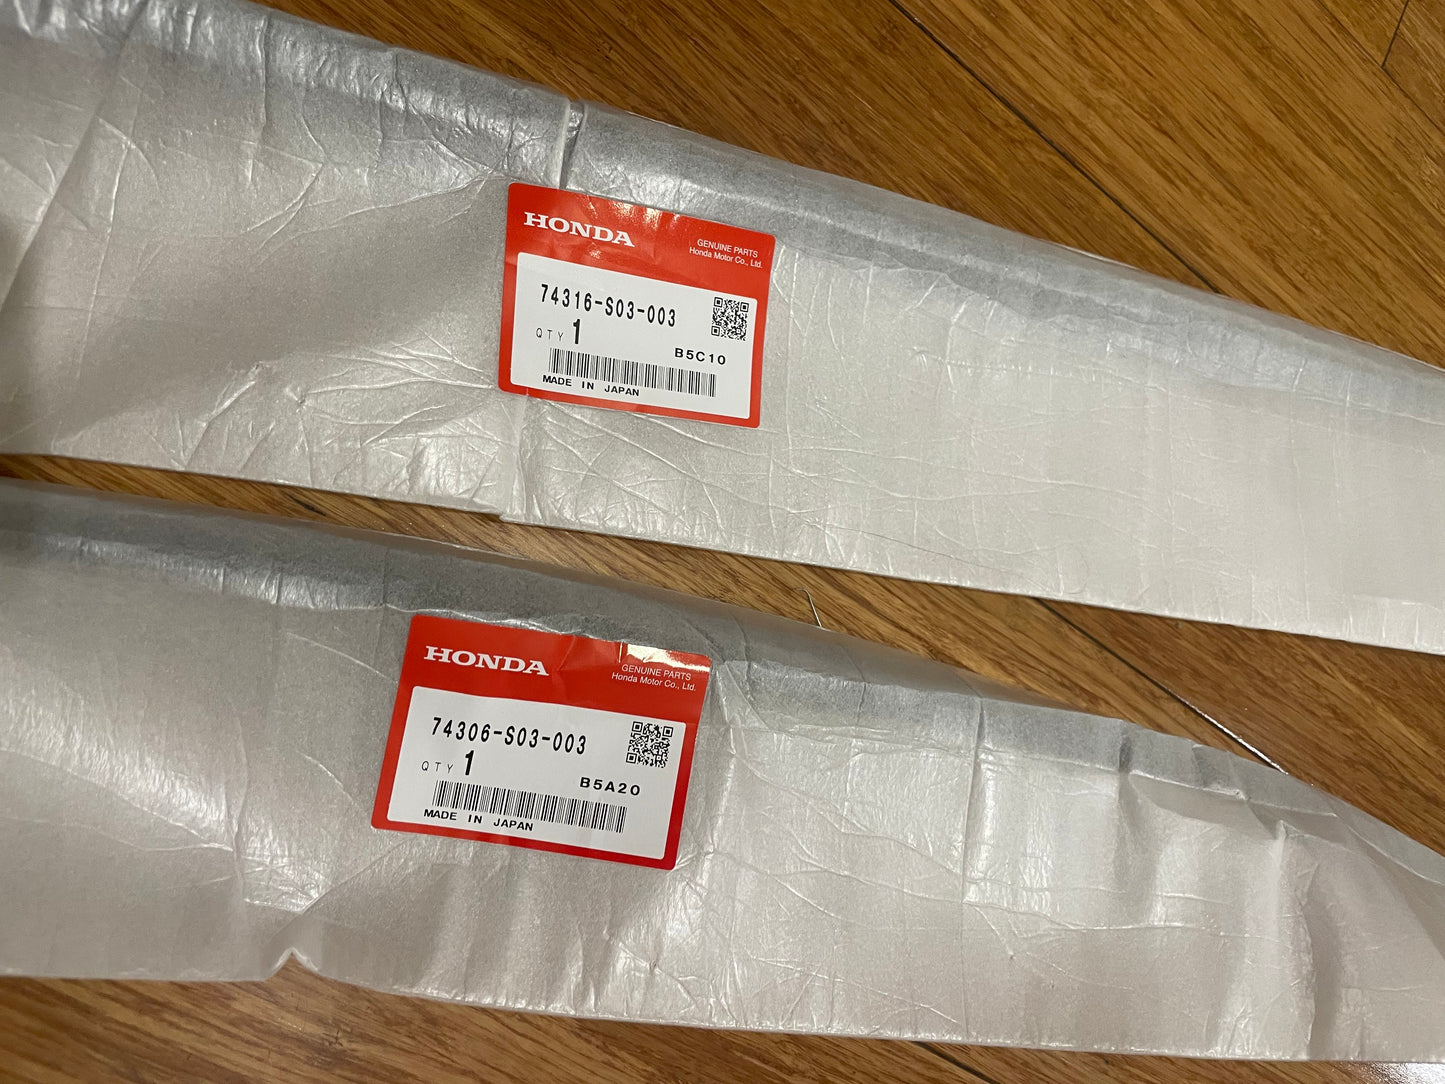 HONDA
GENUINE PARTS
Honda Motor Co., Ltd.
74316-S03-003
QTY 1
B5C10
MADE IN JAPAN
HONDA
GENUINE PARTS
Honda Motor Co., Ltd.
74306-S03-003
QTY 1
B5A20
MADE IN JAPAN